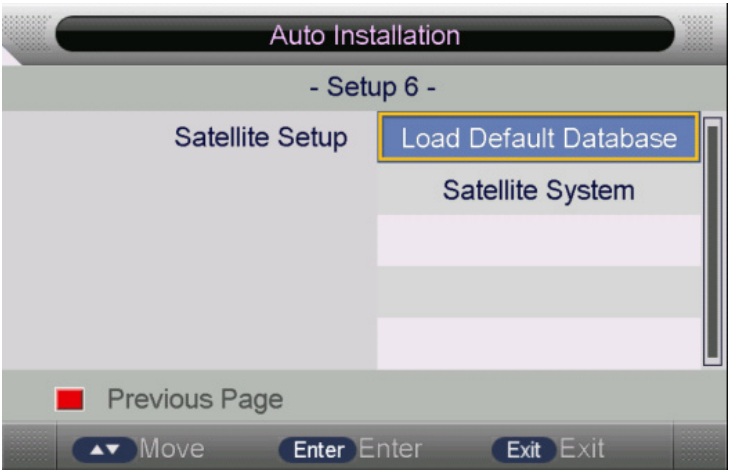 Auto Installation
- Setup 6 -
Satellite Setup Load Default Database
Satellite System
Previous Page
Move Enter Enter Exit Exit